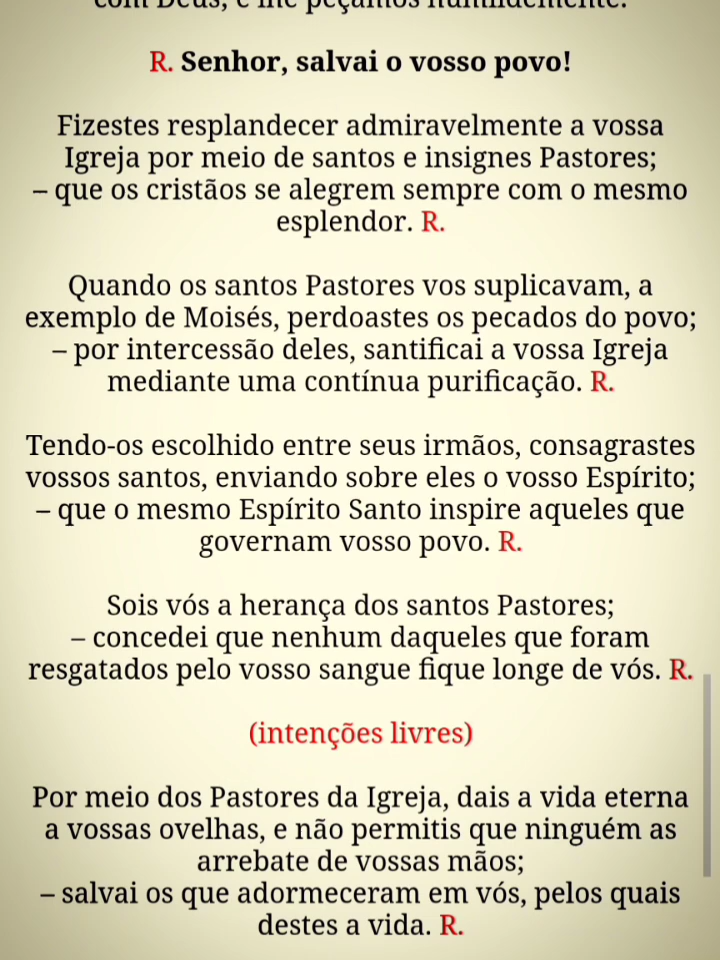 com Deus, e lhe peçamos humildemente:
R. Senhor, salvai o vosso povo!
Fizestes resplandecer admiravelmente a vossa
Igreja por meio de santos e insignes Pastores;
– que os cristãos se alegrem sempre com o mesmo
esplendor. R.
Quando os santos Pastores vos suplicavam, a
exemplo de Moisés, perdoastes os pecados do povo;
– por intercessão deles, santificai a vossa Igreja
mediante uma contínua purificação. R.
Tendo-os escolhido entre seus irmãos, consagrastes
vossos santos, enviando sobre eles o vosso Espírito;
– que o mesmo Espírito Santo inspire aqueles que
governam vosso povo. R.
Sois vós a herança dos santos Pastores;
– concedei que nenhum daqueles que foram
resgatados pelo vosso sangue fique longe de vós. R.
(intenções livres)
Por meio dos Pastores da Igreja, dais a vida eterna
a vossas ovelhas, e não permitis que ninguém as
arrebate de vossas mãos;
– salvai os que adormeceram em vós, pelos quais
destes a vida. R.